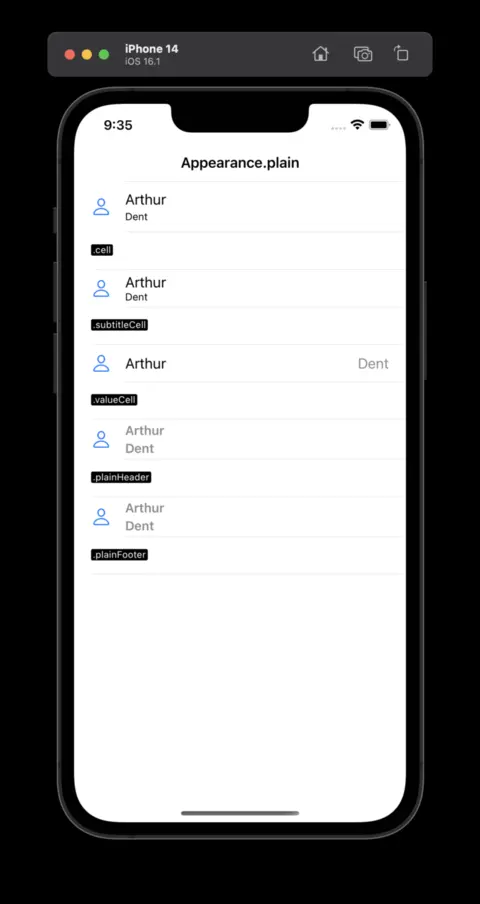 iPhone 14
iOS 16.1
9:35
Appearance.plain
Arthur
Dent
.cell
Arthur
Dent
.subtitleCell
Arthur Dent
.valueCell
Arthur
Dent
.plainHeader
Arthur
Dent
.plainFooter